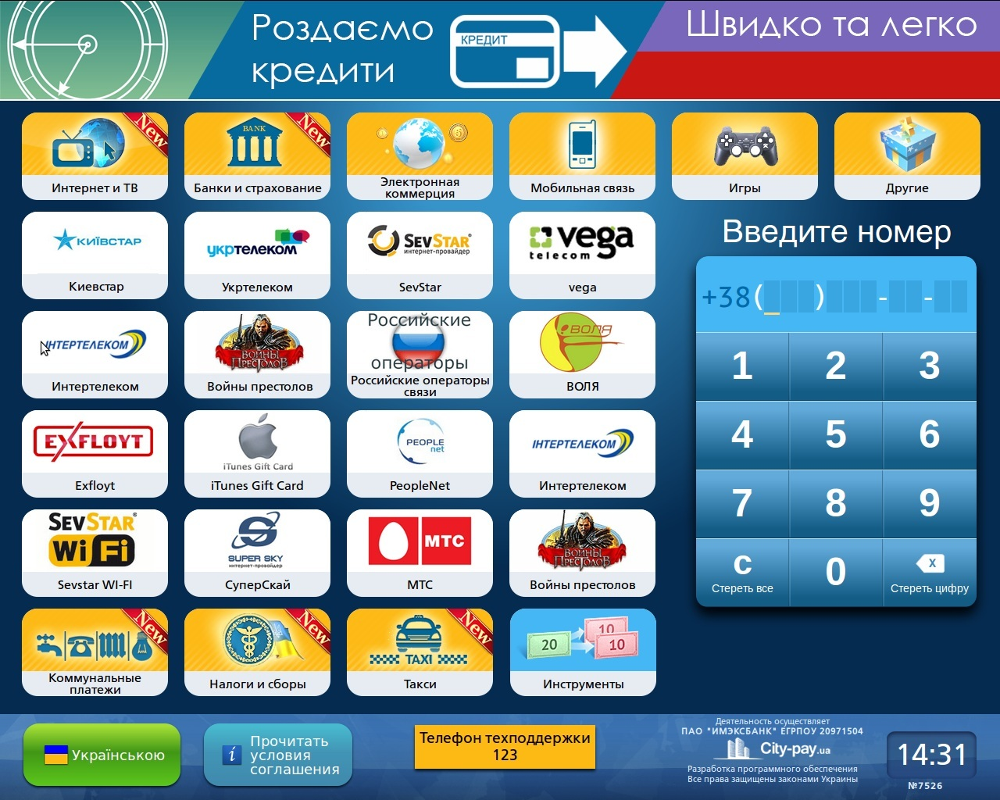 Роздаємо
кредити
КРЕДИТ
Швидко та легко
New
Интернет и ТВ
BANK
New
Банки и страхование
Электронная
коммерция
Мобильная связь
Игры
Другие
КИЇВСТАР
Киевстар
укртелеком
Укртелеком
SEVSTAR®
интернет-провайдер
SevStar
vega
telecom
vega
Введите номер
+38(___)___-__-__
ІНТЕРТЕЛЕКОМ
Интертелеком
ВОЙНЫ
ПРЕСТОЛОВ
Войны престолов
Российские
операторы
Российские операторы
связи
ВОЛЯ
ВОЛЯ
1 2 3
4 5 6
7 8 9
С
Стереть все
0
X
Стереть цифру
EXFLOYT
Exfloyt
iTunes Gift Card
iTunes Gift Card
PEOPLE
net
PeopleNet
ІНТЕРТЕЛЕКОМ
Интертелеком
SEVSTAR®
Wi Fi
Sevstar WI-FI
SUPER SKY
интернет-провайдер
СуперСкай
МТС
МТС
ВОЙНЫ
ПРЕСТОЛОВ
Войны престолов
New
Коммунальные
платежи
New
Налоги и сборы
TAXI
New
Такси
20
10
10
Инструменты
Українською
i
Прочитать
условия
соглашения
Телефон техподдержки
123
Деятельность осуществляет
ПАО "ИМЭКСБАНК" ЕГРПОУ 20971504
City-pay.ua
Разработка программного обеспечения
Все права защищены законами Украины
14:31
№7526